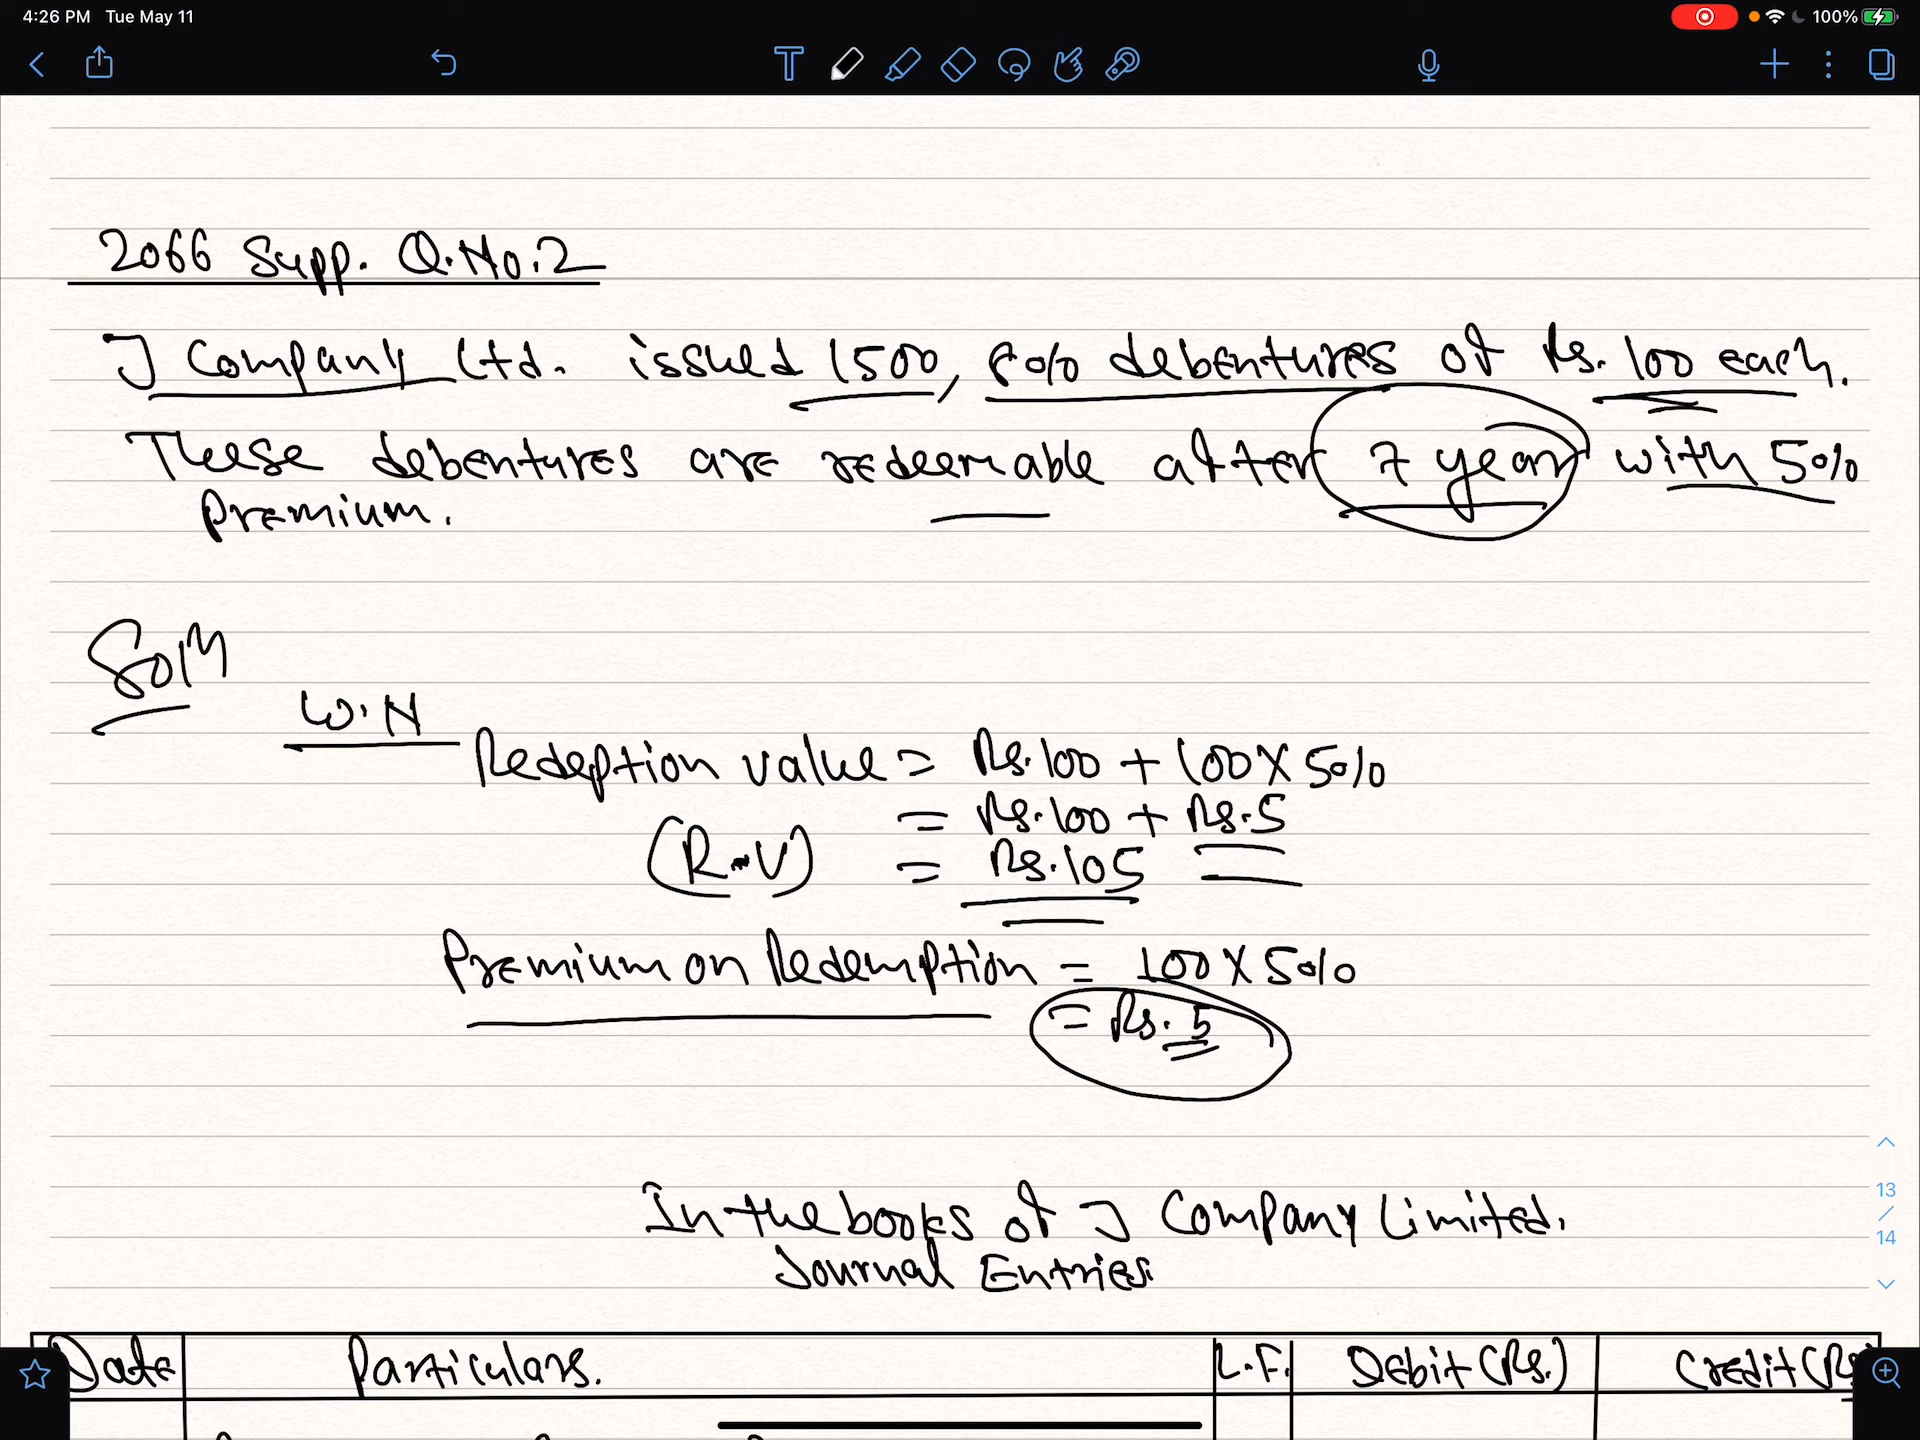 4:26 PM Tue May 11
100%
2066 Supp. Q.No.2
J Company Ltd. issued 1500, 8% debentures of Rs. 100 each.
These debentures are redeemable after 7 year with 5%
premium.
Soln
W.N
Redeption value = Rs.100 + 100 X 5%
= Rs.100 + Rs.5
(R.V) = Rs.105
Premium on Redemption = 100 X 5%
= Rs. 5
In the books of J Company Limited.
Journal Entries
13
/
14
Date Particulars. L.F. Debit (Rs.) Credit (Rs